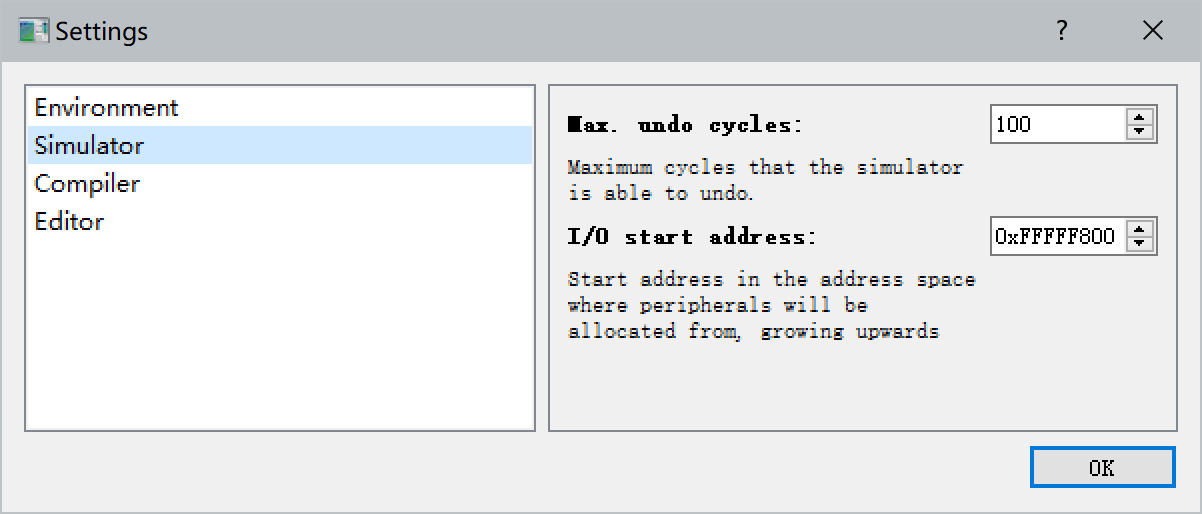 Settings
?
Environment
Simulator
Compiler
Editor
Max. undo cycles:
100
Maximum cycles that the simulator
is able to undo.
I/O start address:
0xFFFFF800
Start address in the address space
where peripherals will be
allocated from, growing upwards
OK